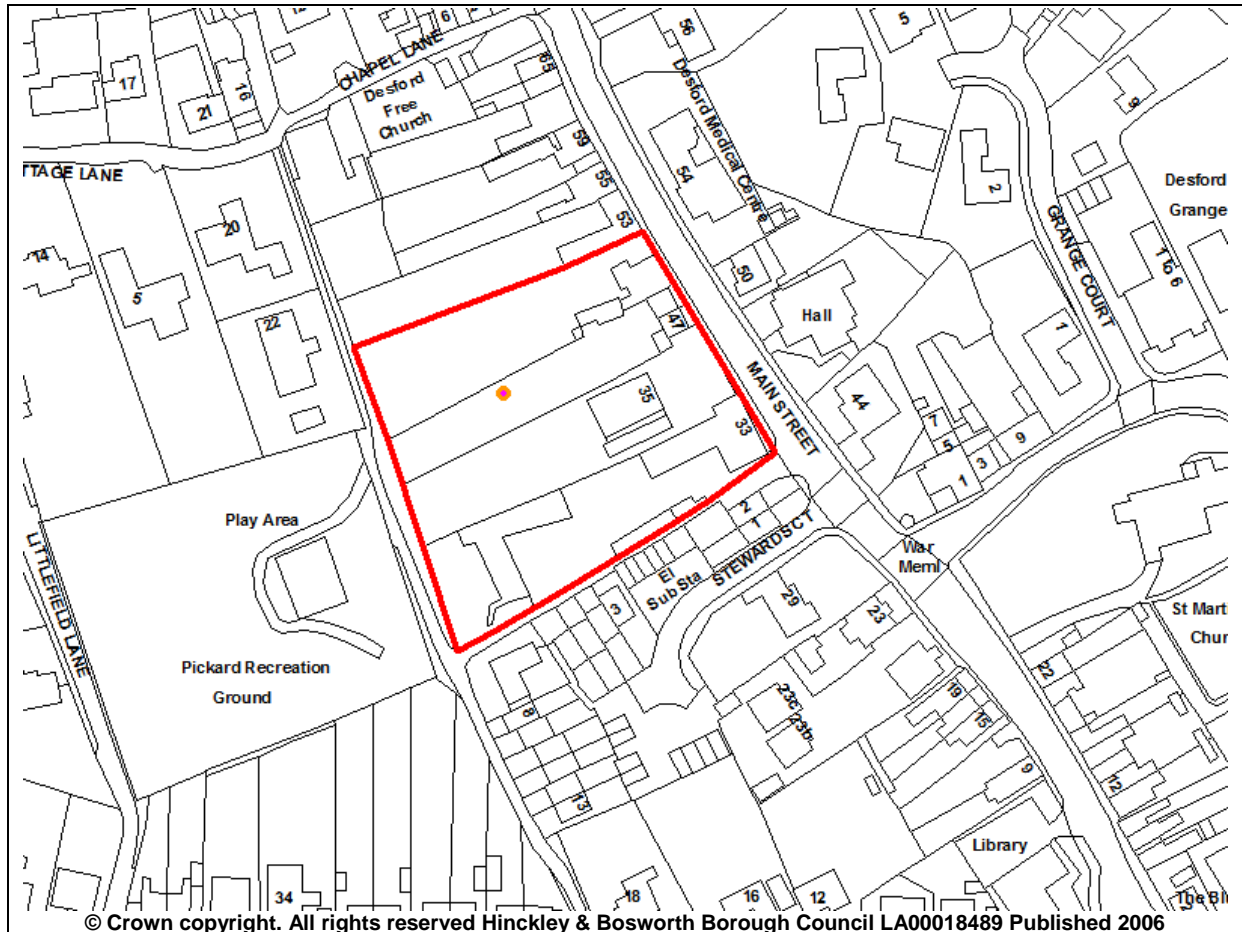 56
5
6
CHAPEL LANE
65
17
16
21
Desford
Free
Church
Desford Medical Centre
9
59
2
TTAGE LANE
54
55
Desford
Grange
20
53
GRANGE COURT
14
1 to 6
5
50
22
Hall
47
1
MAIN STREET
35
44
33
7
5
9
3
1
Play Area
2
1
STEWARDS CT
War
Meml
El
Sub Sta
LITTLEFIELD LANE
29
3
23
St Mart
Chur
Pickard Recreation
Ground
22
23c
19
8
23b
15
9
12
13
Library
34
18
16
12
The Bl
© Crown copyright. All rights reserved Hinckley & Bosworth Borough Council LA00018489 Published 2006